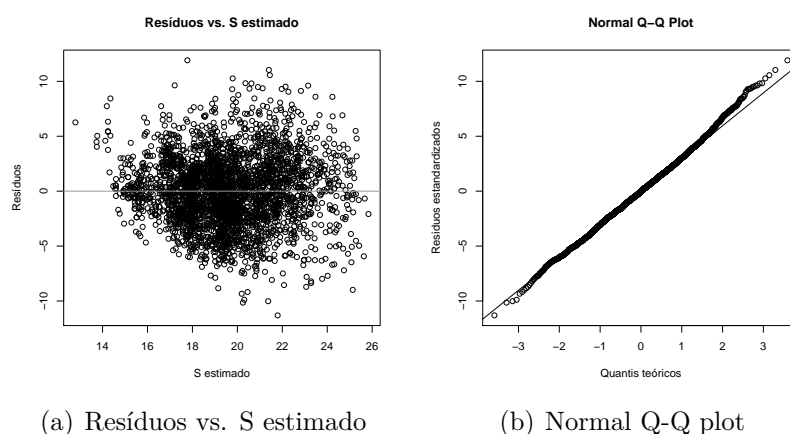 Resíduos vs. S estimado
Resíduos
10
5
0
−5
−10
14 16 18 20 22 24 26
S estimado
(a) Resíduos vs. S estimado
Normal Q−Q Plot
Resíduos estandardizados
10
5
0
−5
−10
−3 −2 −1 0 1 2 3
Quantis teóricos
(b) Normal Q-Q plot